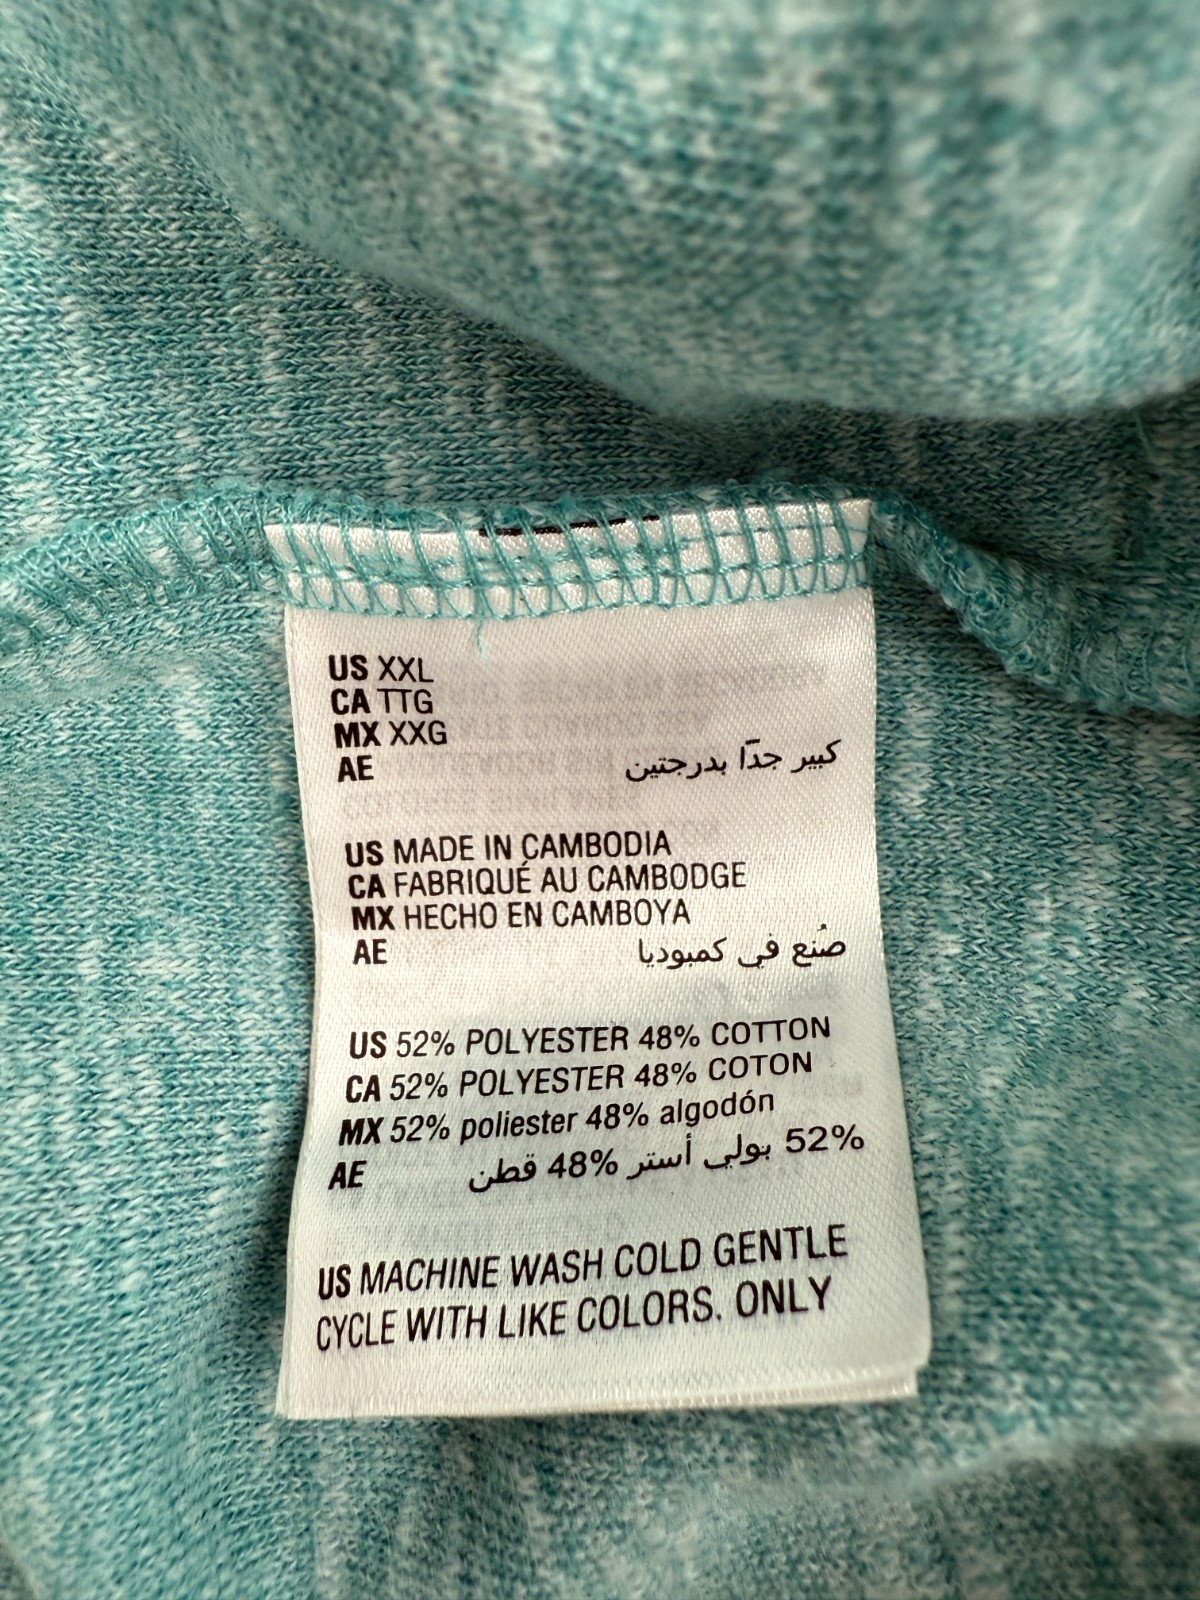 US XXL
CA TTG
MX XXG
AE كبير جدًا بدرجتين
US MADE IN CAMBODIA
CA FABRIQUÉ AU CAMBODGE
MX HECHO EN CAMBOYA
AE صُنع في كمبوديا
US 52% POLYESTER 48% COTTON
CA 52% POLYESTER 48% COTON
MX 52% poliester 48% algodón
AE 52% بولي أستر 48% قطن
US MACHINE WASH COLD GENTLE
CYCLE WITH LIKE COLORS. ONLY